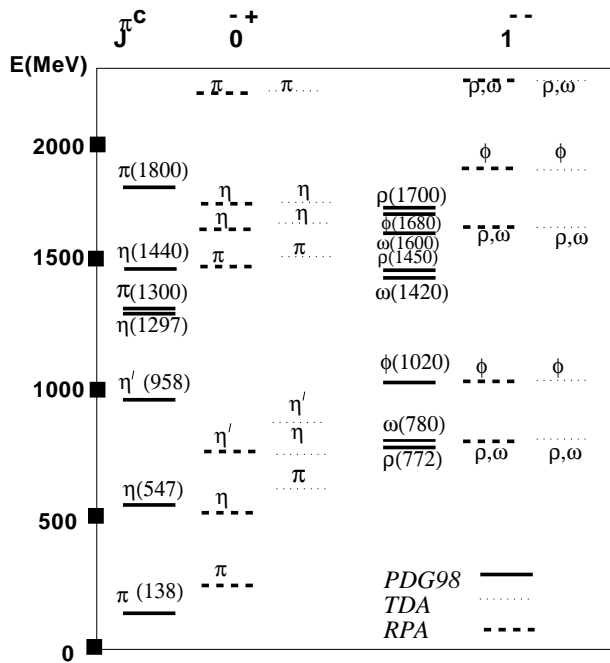 J πc 0 -+ 1 --
E(MeV)
π π ρ,ω ρ,ω
2000
φ φ
π(1800)
η η ρ(1700)
η η φ(1680) ρ,ω ρ,ω
ω(1600)
1500 η(1440) π π ρ(1450)
π(1300) ω(1420)
η(1297)
1000 η′ (958) φ(1020) φ φ
η′
η′ η ω(780)
ρ(772) ρ,ω ρ,ω
η(547) η π
500
π
π (138) PDG98
TDA
0 RPA